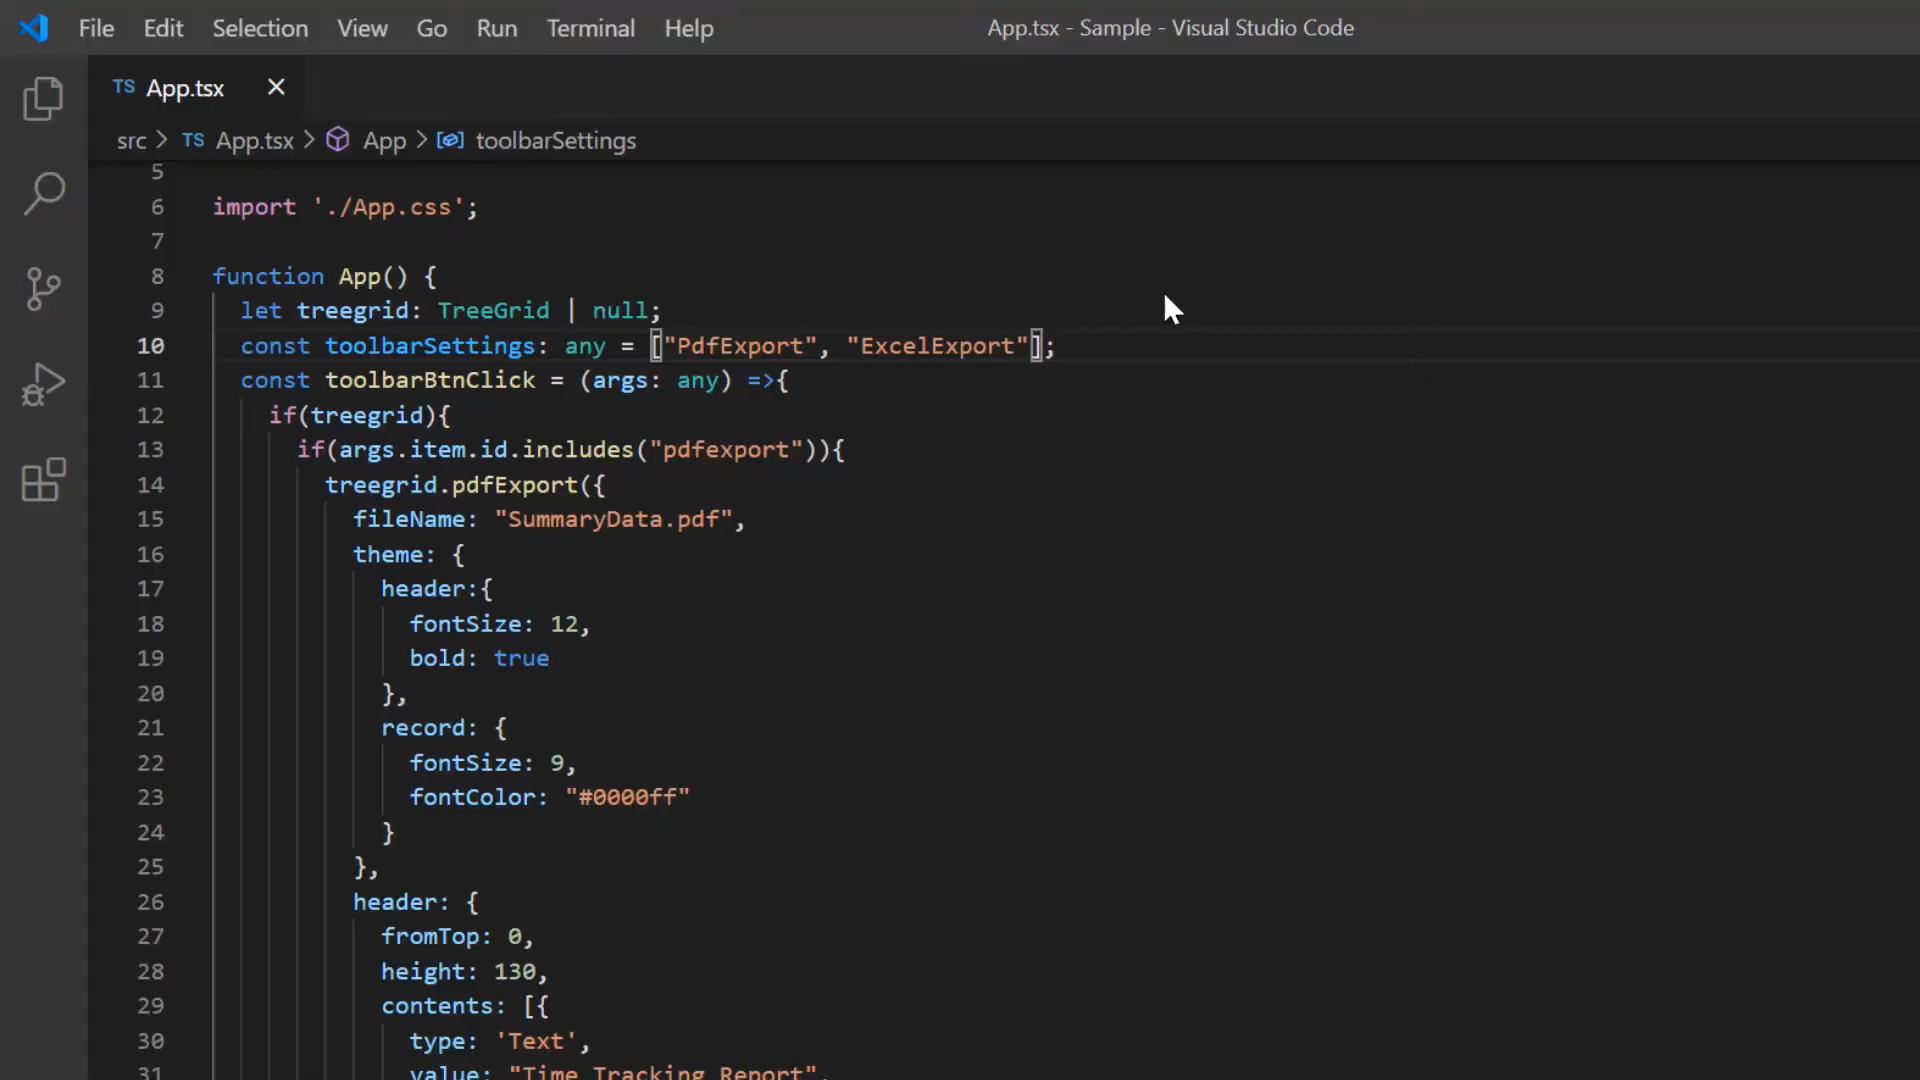 File Edit Selection View Go Run Terminal Help App.tsx - Sample - Visual Studio Code
TS App.tsx
src > TS App.tsx > App > toolbarSettings
5
6 import './App.css';
7
8 function App() {
9 let treegrid: TreeGrid | null;
10 const toolbarSettings: any = ["PdfExport", "ExcelExport"];
11 const toolbarBtnClick = (args: any) =>{
12 if(treegrid){
13 if(args.item.id.includes("pdfexport")){
14 treegrid.pdfExport({
15 fileName: "SummaryData.pdf",
16 theme: {
17 header:{
18 fontSize: 12,
19 bold: true
20 },
21 record: {
22 fontSize: 9,
23 fontColor: "#0000ff"
24 }
25 },
26 header: {
27 fromTop: 0,
28 height: 130,
29 contents: [{
30 type: 'Text',
31 value: "Time Tracking Report",